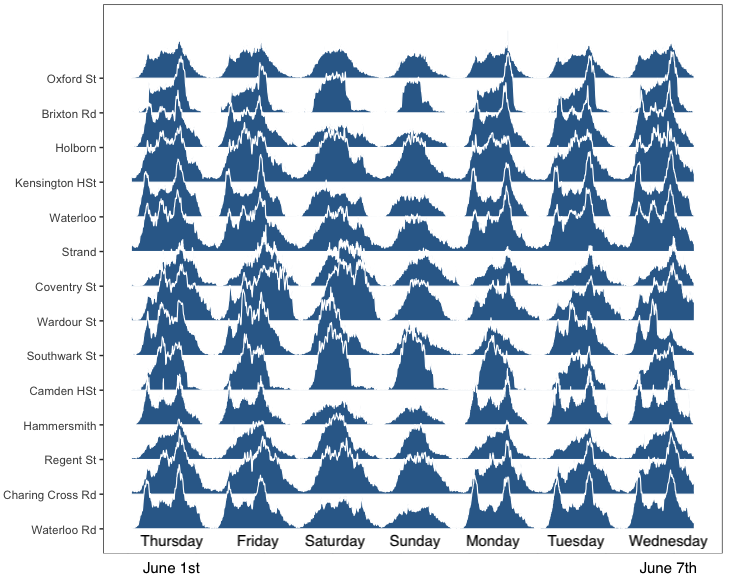 Oxford St
Brixton Rd
Holborn
Kensington HSt
Waterloo
Strand
Coventry St
Wardour St
Southwark St
Camden HSt
Hammersmith
Regent St
Charing Cross Rd
Waterloo Rd
Thursday Friday Saturday Sunday Monday Tuesday Wednesday
June 1st June 7th